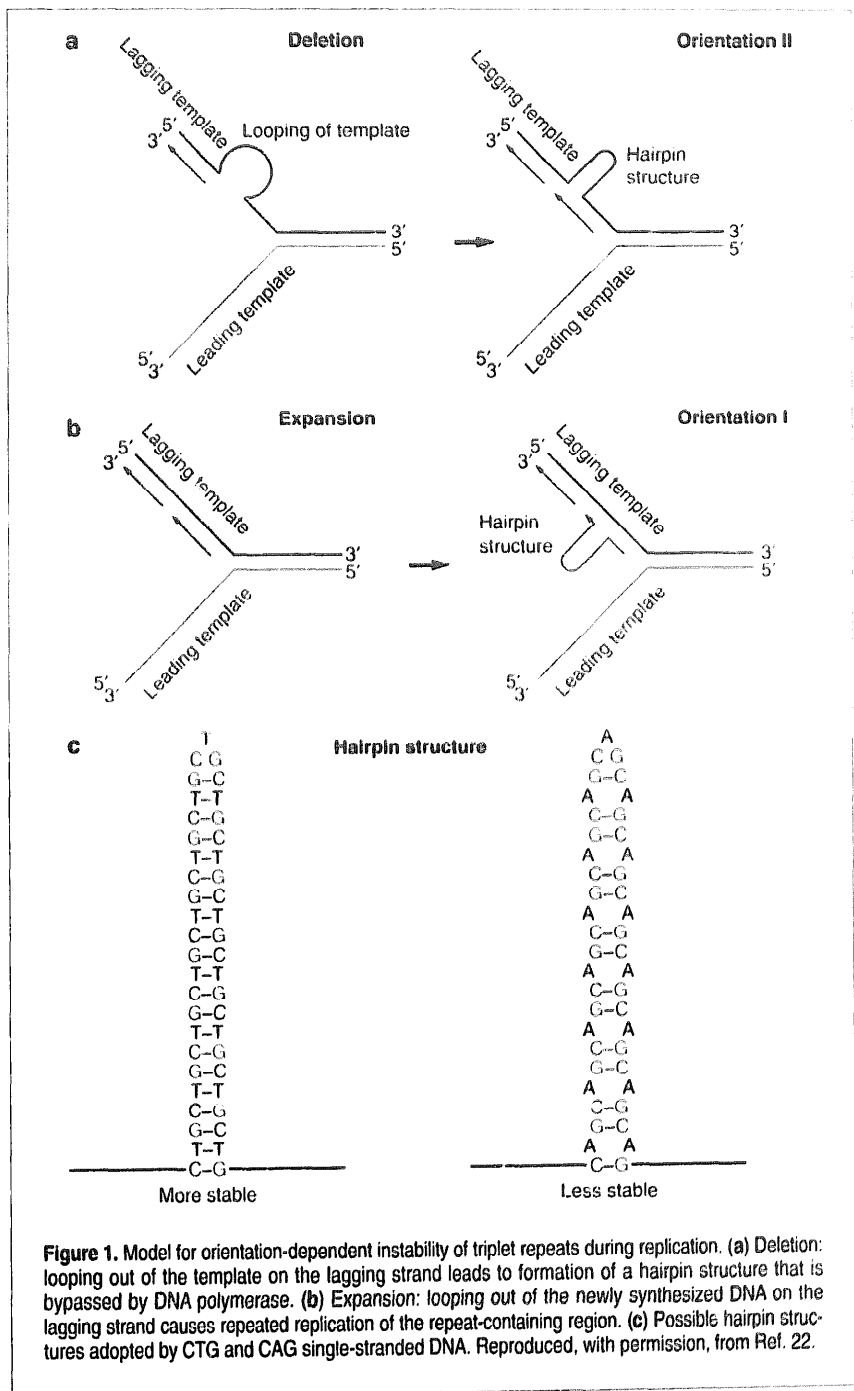 a
Deletion
Orientation II
Lagging template
5'
3'
Looping of template
3'
5'
Leading template
5'
3'
Lagging template
5'
3'
Hairpin
structure
3'
5'
Leading template
5'
3'
b
Expansion
Orientation I
Lagging template
5'
3'
3'
5'
Leading template
5'
3'
Lagging template
5'
3'
Hairpin
structure
3'
5'
Leading template
5'
3'
c
Hairpin structure
T
C G
G–C
T–T
C–G
G–C
T–T
C–G
G–C
T–T
C–G
G–C
T–T
C–G
G–C
T–T
C–G
G–C
T–T
C–G
G–C
T–T
C–G
More stable
A
C G
G–C
A A
C–G
G–C
A A
C–G
G–C
A A
C–G
G–C
A A
C–G
G–C
A A
C–G
G–C
A A
C–G
G–C
A A
C–G
Less stable
Figure 1. Model for orientation-dependent instability of triplet repeats during replication. (a) Deletion:
looping out of the template on the lagging strand leads to formation of a hairpin structure that is
bypassed by DNA polymerase. (b) Expansion: looping out of the newly synthesized DNA on the
lagging strand causes repeated replication of the repeat-containing region. (c) Possible hairpin struc-
tures adopted by CTG and CAG single-stranded DNA. Reproduced, with permission, from Ref. 22.